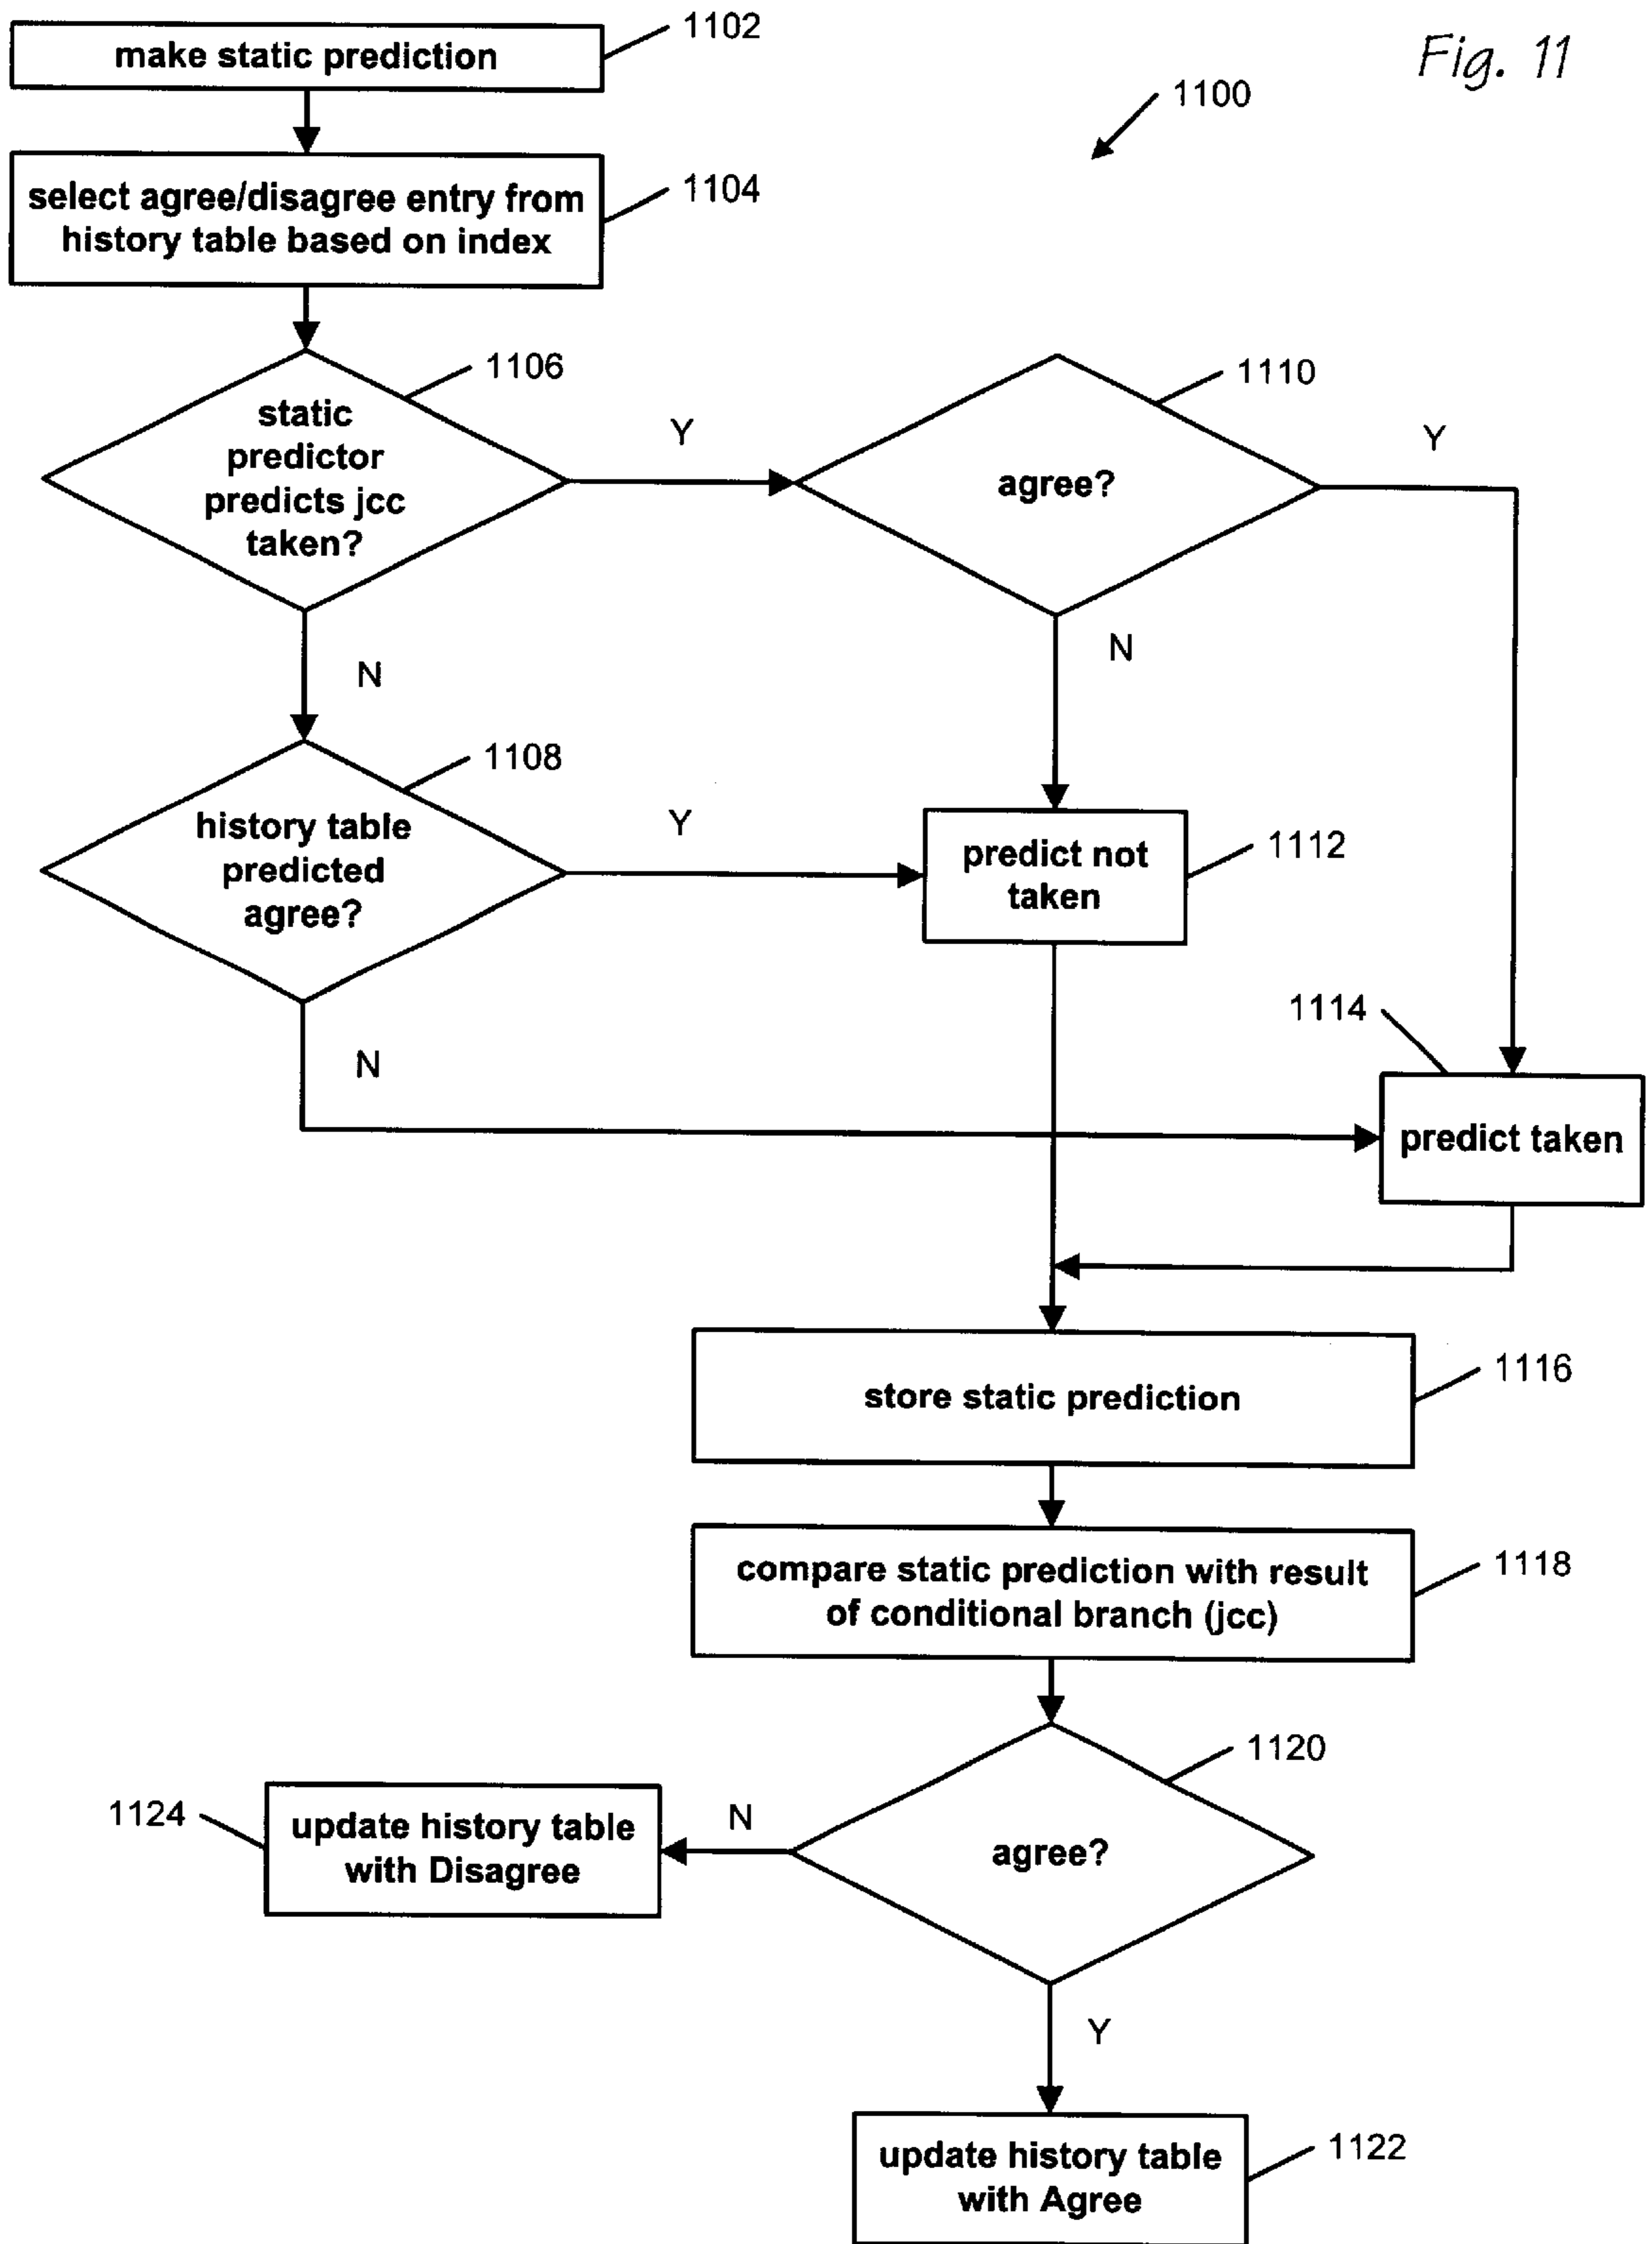 Fig. 11
1100
make static prediction
1102
select agree/disagree entry from
history table based on index
1104
static
predictor
predicts jcc
taken?
1106
Y
N
agree?
1110
Y
N
history table
predicted
agree?
1108
Y
N
predict not
taken
1112
predict taken
1114
store static prediction
1116
compare static prediction with result
of conditional branch (jcc)
1118
agree?
1120
N
Y
update history table
with Disagree
1124
update history table
with Agree
1122